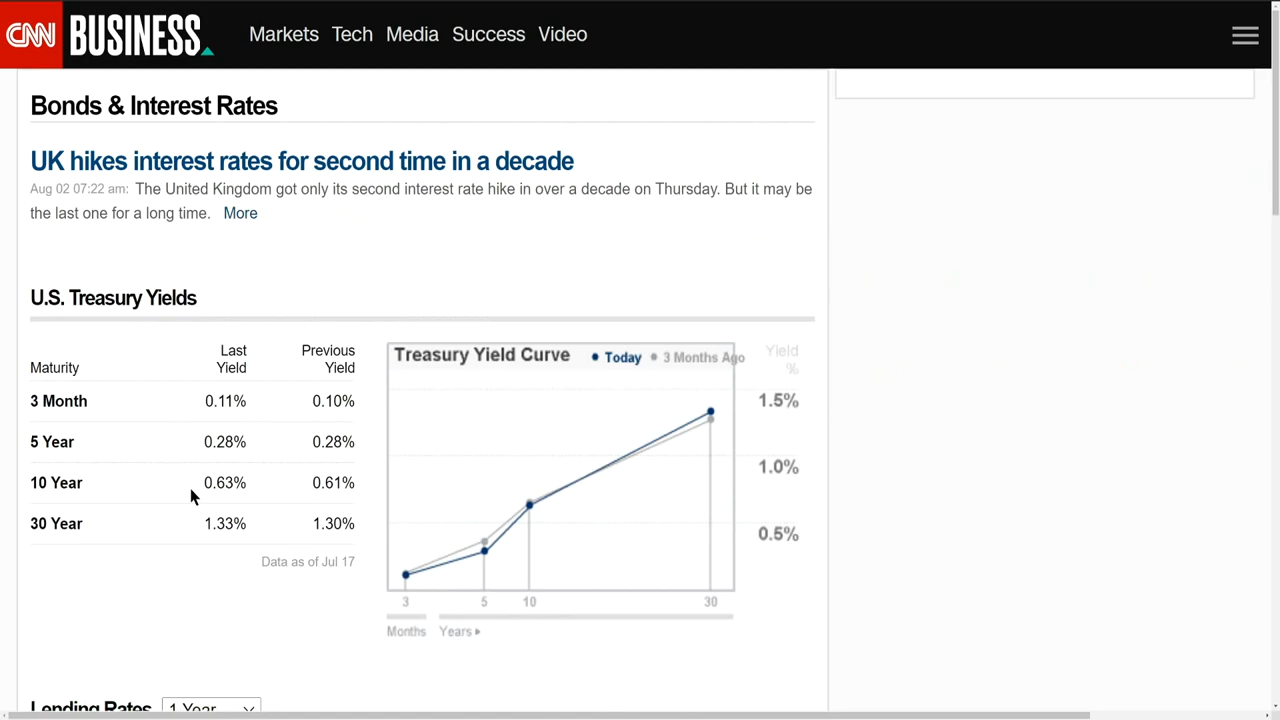 CNN BUSINESS Markets Tech Media Success Video
Bonds & Interest Rates
UK hikes interest rates for second time in a decade
Aug 02 07:22 am: The United Kingdom got only its second interest rate hike in over a decade on Thursday. But it may be
the last one for a long time. More
U.S. Treasury Yields
Maturity Last Yield Previous Yield
3 Month 0.11% 0.10%
5 Year 0.28% 0.28%
10 Year 0.63% 0.61%
30 Year 1.33% 1.30%
Data as of Jul 17
Treasury Yield Curve Today 3 Months Ago Yield %
1.5%
1.0%
0.5%
3 5 10 30
Months Years
Lending Rates 1 Year